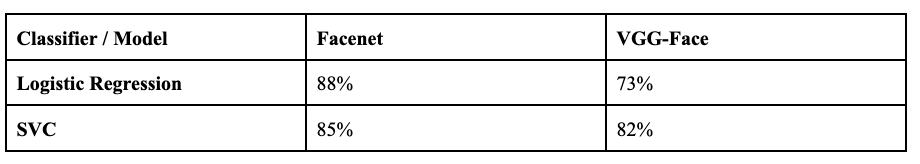 Classifier / Model Facenet VGG-Face
Logistic Regression 88% 73%
SVC 85% 82%